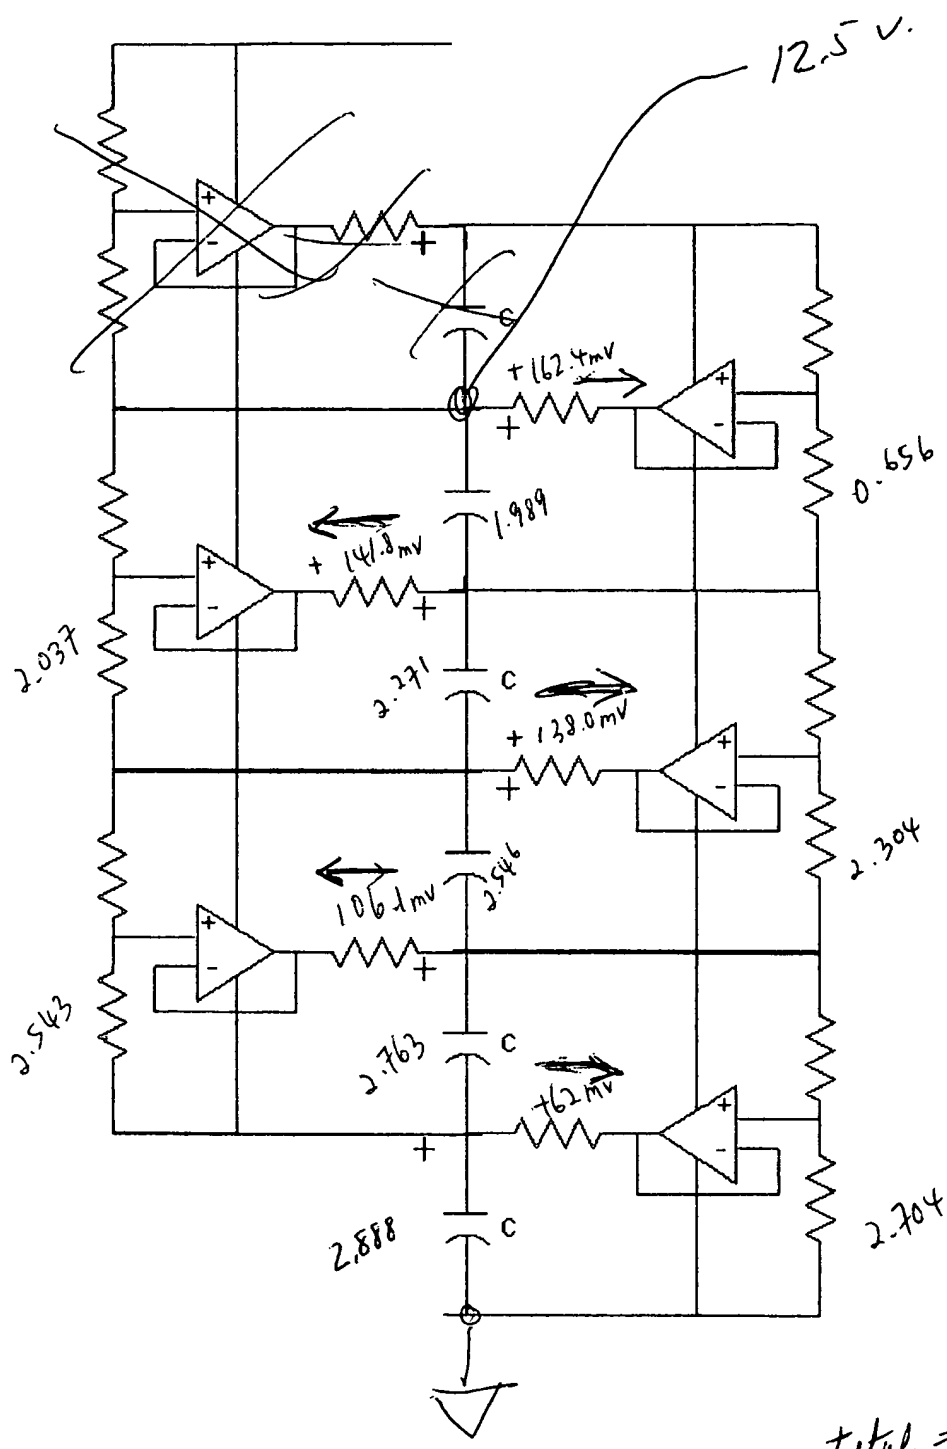 12.5 v.
+
-
+
C
+162.4mv
+
-
+
0.656
1.989
+ 141.8mv
+
-
+
2.037
2.271
C
+ 138.0mv
+
-
+
2.304
2.546
106.1mv
+
-
+
2.543
2.763
C
+62mv
+
-
+
2.704
2.888
C
total =